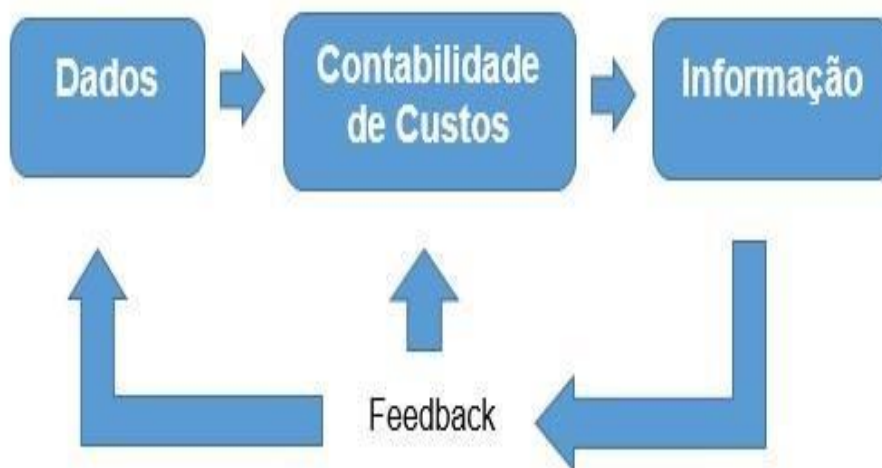 Dados
Contabilidade
de Custos
Informação
Feedback